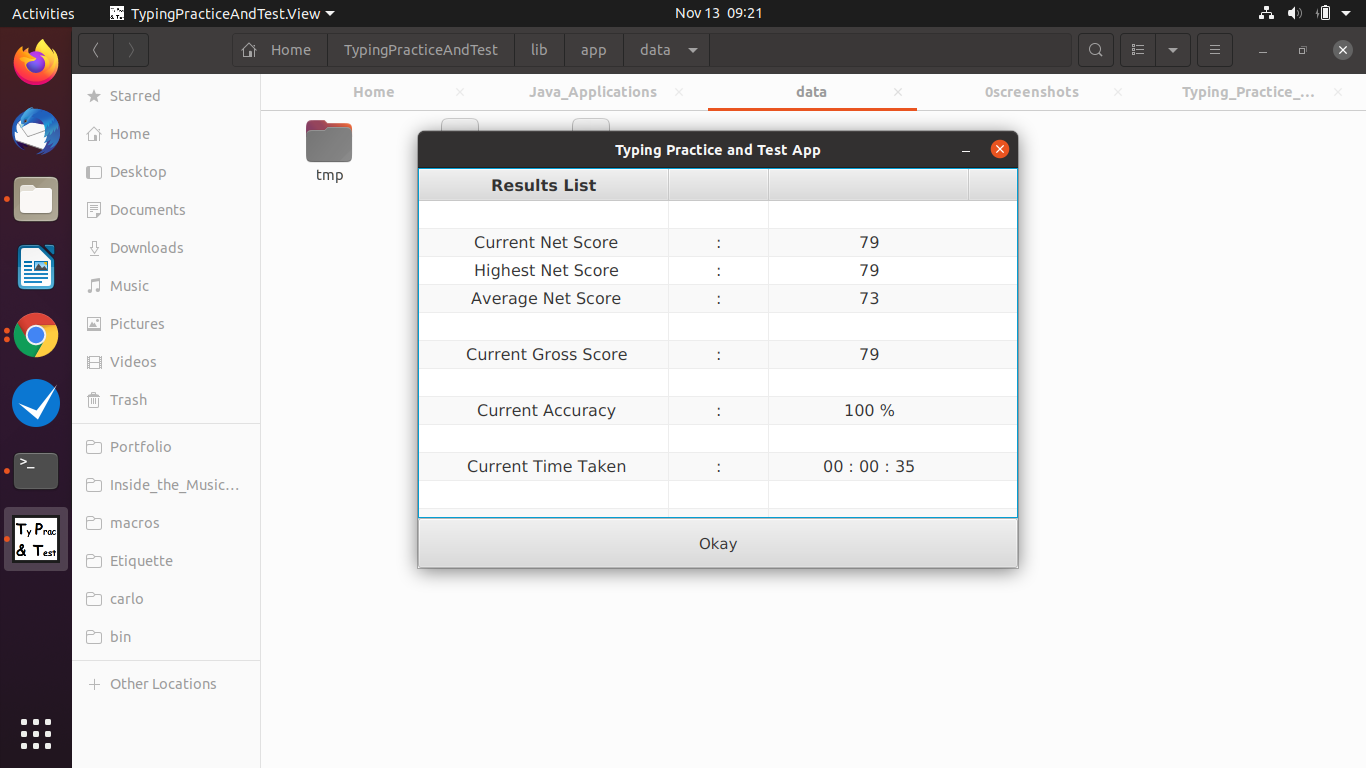 Activities TypingPracticeAndTest.View Nov 13 09:21
Home TypingPracticeAndTest lib app data
Starred
Home
Desktop
Documents
Downloads
Music
Pictures
Videos
Trash
Portfolio
Inside_the_Music…
macros
Etiquette
carlo
bin
Other Locations
Home Java_Applications data 0screenshots Typing_Practice_…
tmp
Typing Practice and Test App
Results List
Current Net Score : 79
Highest Net Score : 79
Average Net Score : 73
Current Gross Score : 79
Current Accuracy : 100 %
Current Time Taken : 00 : 00 : 35
Okay
>_
Ty Prac
& Test